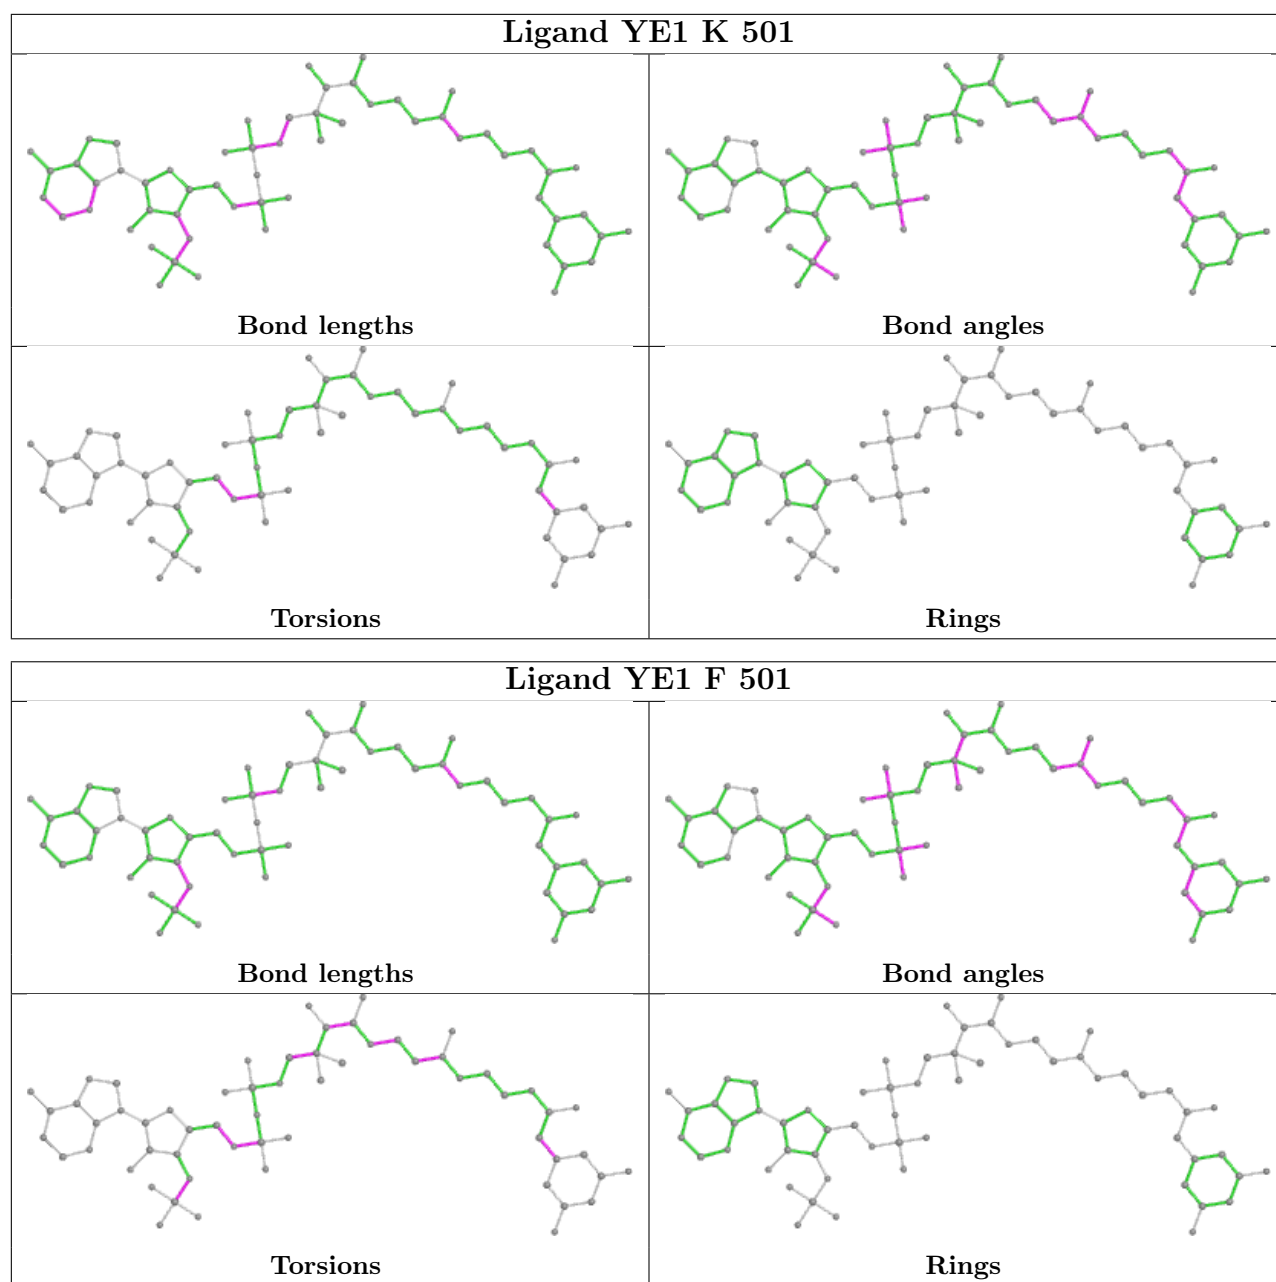 Ligand YE1 K 501
Bond lengths
Bond angles
Torsions
Rings
Ligand YE1 F 501
Bond lengths
Bond angles
Torsions
Rings